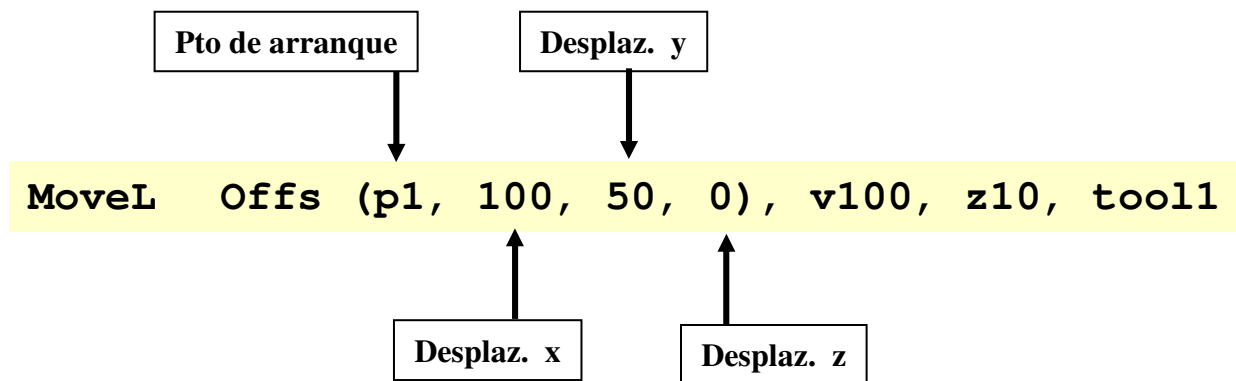 Pto de arranque
Desplaz. y
MoveL Offs (p1, 100, 50, 0), v100, z10, tool1
Desplaz. x
Desplaz. z